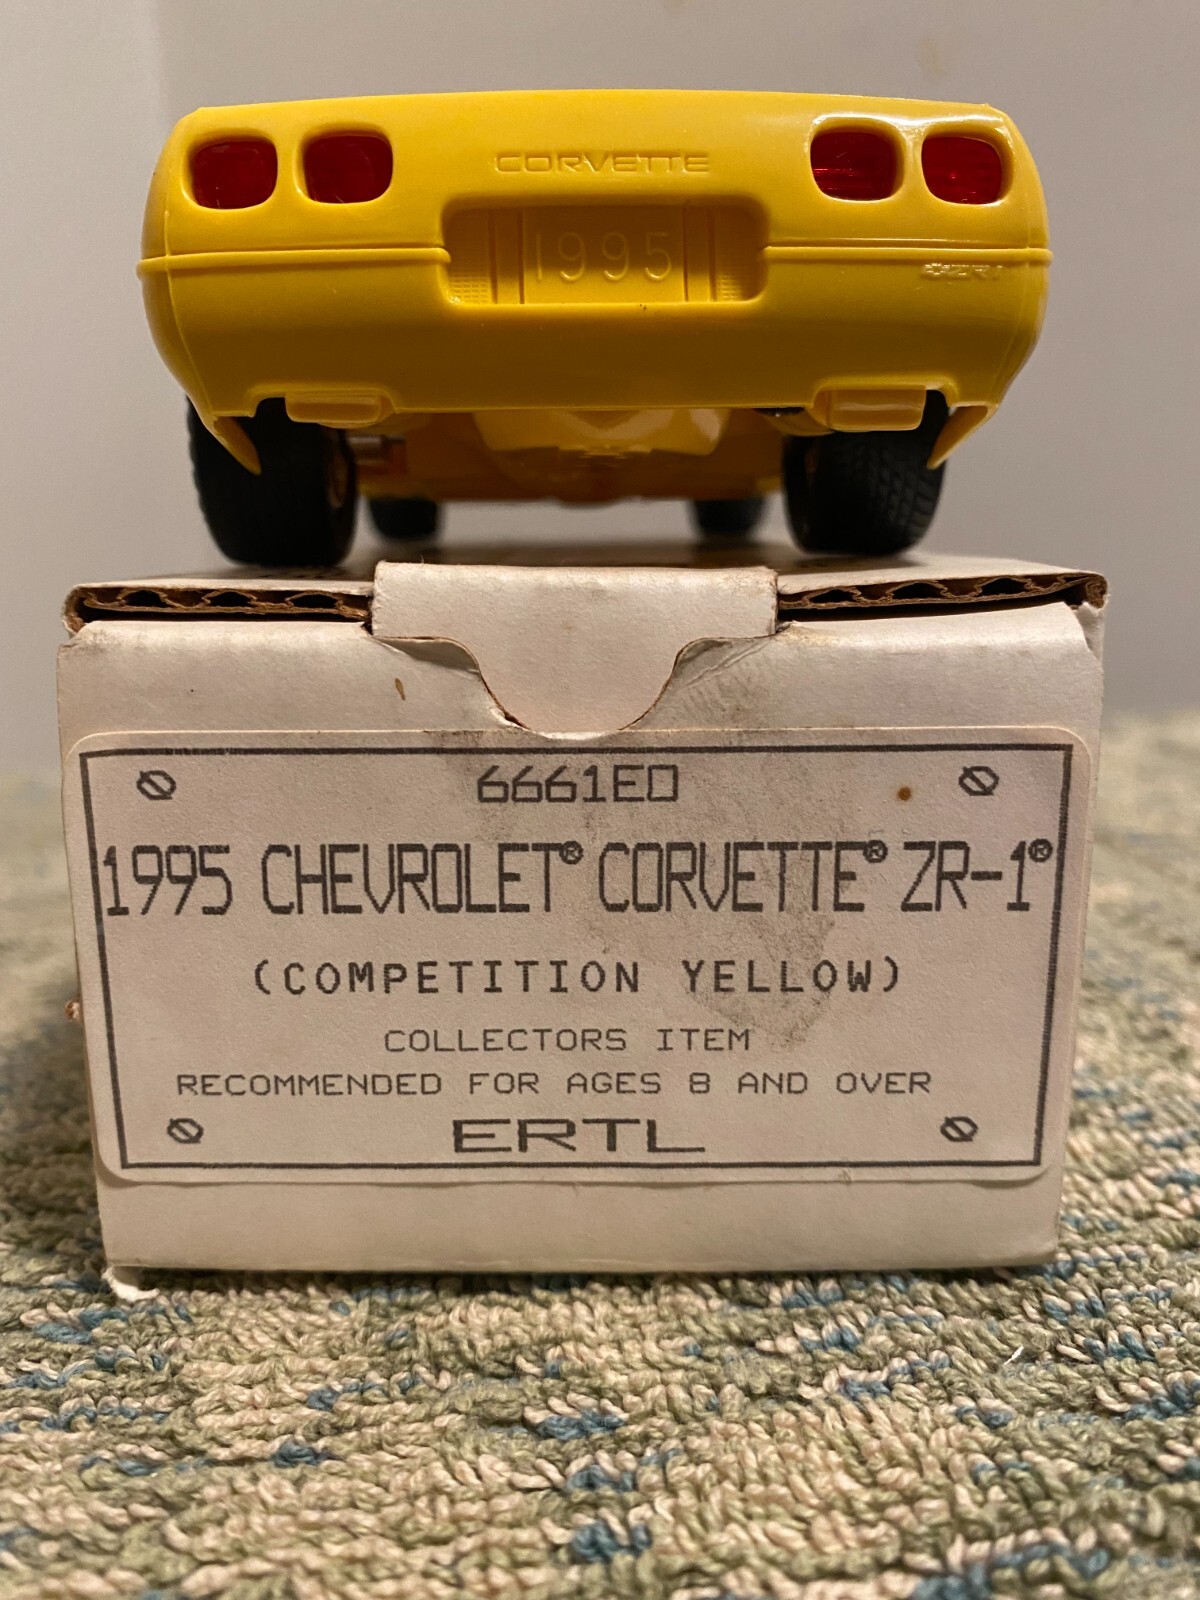 CORVETTE
1995
ZR1
6661EO
1995 CHEVROLET® CORVETTE® ZR-1®
(COMPETITION YELLOW)
COLLECTORS ITEM
RECOMMENDED FOR AGES 8 AND OVER
ERTL